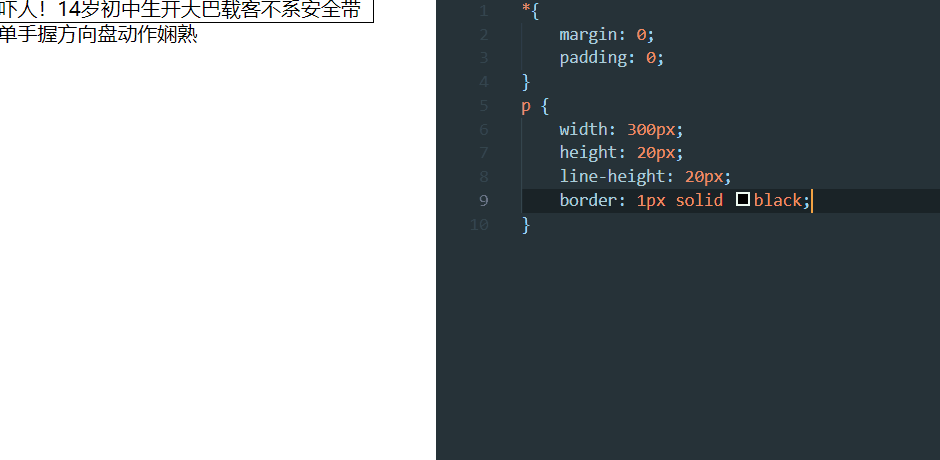 吓人！14岁初中生开大巴载客不系安全带
单手握方向盘动作娴熟
1 *{
2 margin: 0;
3 padding: 0;
4 }
5 p {
6 width: 300px;
7 height: 20px;
8 line-height: 20px;
9 border: 1px solid black;
10 }